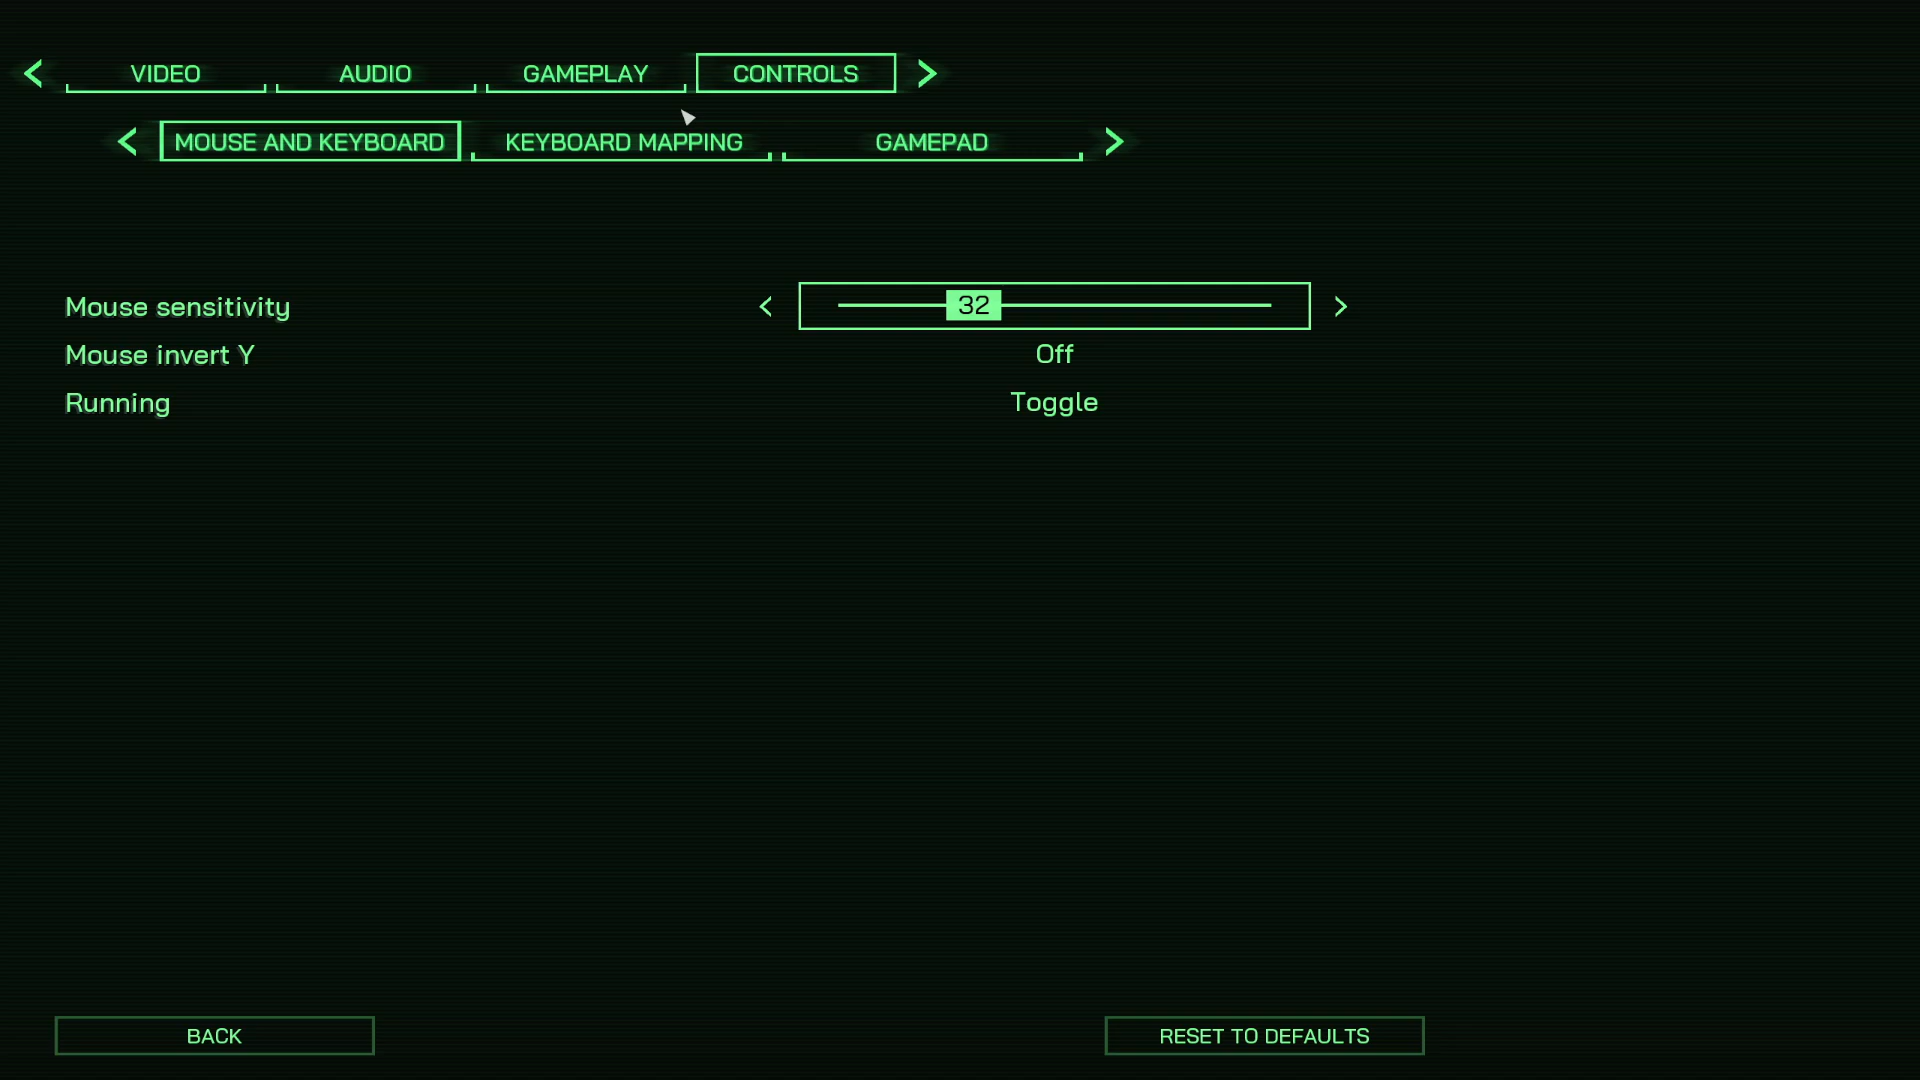 VIDEO AUDIO GAMEPLAY CONTROLS
MOUSE AND KEYBOARD KEYBOARD MAPPING GAMEPAD
Mouse sensitivity 32
Mouse invert Y Off
Running Toggle
BACK RESET TO DEFAULTS